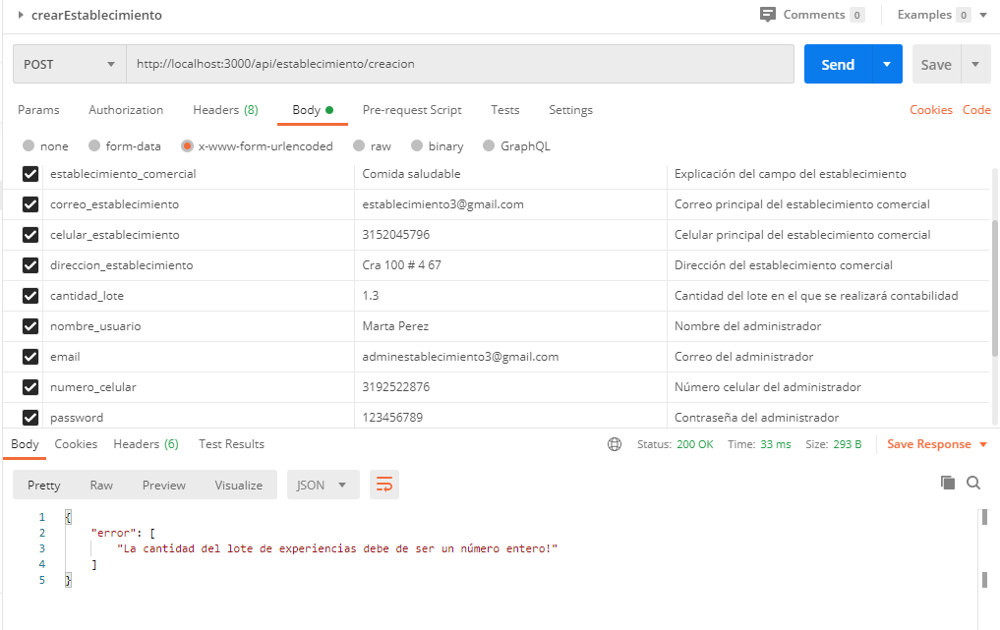 crearEstablecimiento Comments 0 Examples 0
POST http://localhost:3000/api/establecimiento/creacion Send Save
Params Authorization Headers (8) Body Pre-request Script Tests Settings Cookies Code
none form-data x-www-form-urlencoded raw binary GraphQL
establecimiento_comercial Comida saludable Explicación del campo del establecimiento
correo_establecimiento establecimiento3@gmail.com Correo principal del establecimiento comercial
celular_establecimiento 3152045796 Celular principal del establecimiento comercial
direccion_establecimiento Cra 100 # 4 67 Dirección del establecimiento comercial
cantidad_lote 1.3 Cantidad del lote en el que se realizará contabilidad
nombre_usuario Marta Perez Nombre del administrador
email adminestablecimiento3@gmail.com Correo del administrador
numero_celular 3192522876 Número celular del administrador
password 123456789 Contraseña del administrador
Body Cookies Headers (6) Test Results Status: 200 OK Time: 33 ms Size: 293 B Save Response
Pretty Raw Preview Visualize JSON
1 {
2 "error": [
3 "La cantidad del lote de experiencias debe de ser un número entero!"
4 ]
5 }